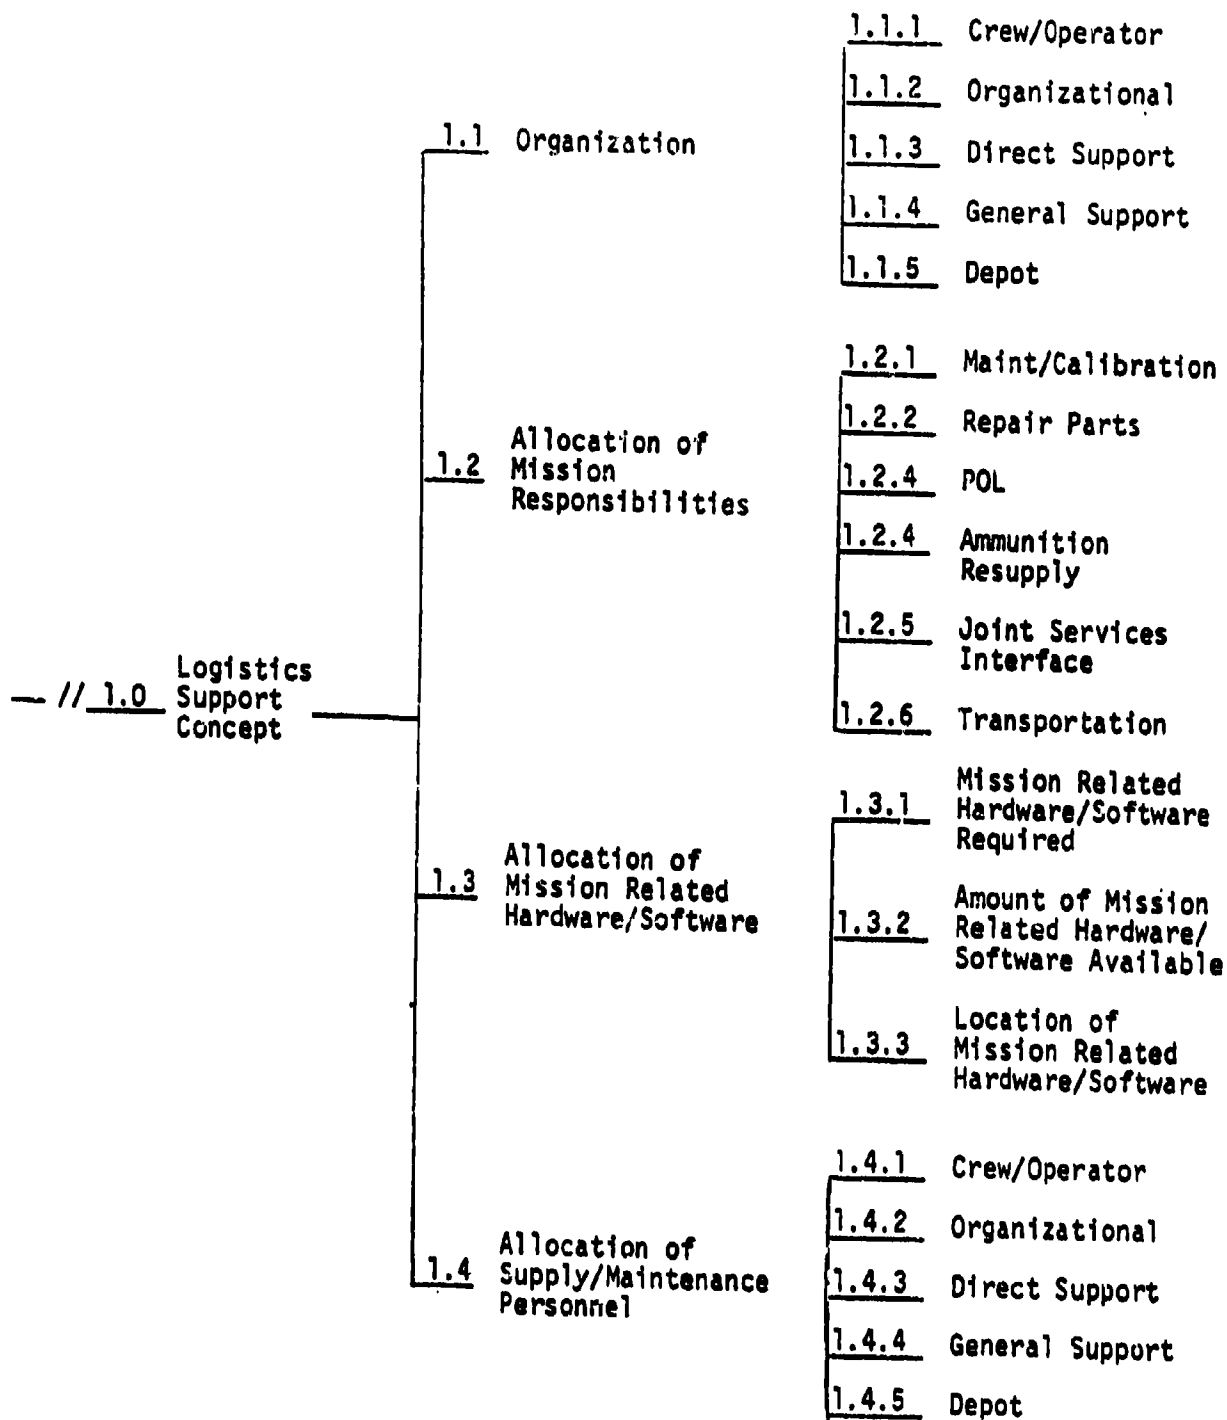 1.1.1 Crew/Operator
1.1.2 Organizational
1.1 Organization
1.1.3 Direct Support
1.1.4 General Support
1.1.5 Depot
1.2.1 Maint/Calibration
1.2.2 Repair Parts
1.2 Allocation of
Mission
Responsibilities
1.2.4 POL
1.2.4 Ammunition
Resupply
1.2.5 Joint Services
Interface
— // 1.0 Logistics
Support
Concept
1.2.6 Transportation
1.3.1 Mission Related
Hardware/Software
Required
1.3 Allocation of
Mission Related
Hardware/Software
1.3.2 Amount of Mission
Related Hardware/
Software Available
1.3.3 Location of
Mission Related
Hardware/Software
1.4.1 Crew/Operator
1.4.2 Organizational
1.4 Allocation of
Supply/Maintenance
Personnel
1.4.3 Direct Support
1.4.4 General Support
1.4.5 Depot